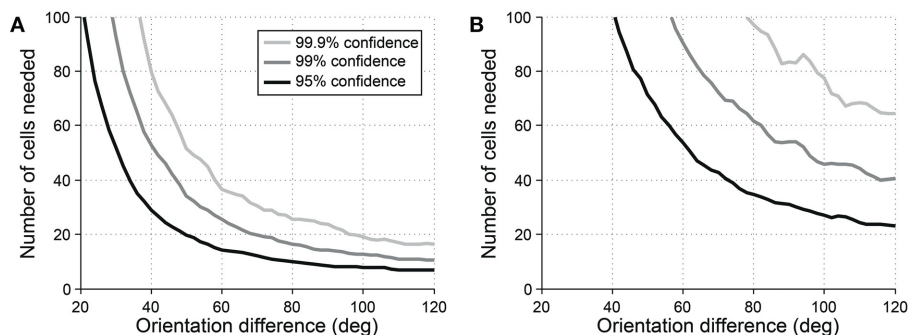 A
Number of cells needed
100
80
60
40
20
0
99.9% confidence
99% confidence
95% confidence
20 40 60 80 100 120
Orientation difference (deg)
B
Number of cells needed
100
80
60
40
20
0
20 40 60 80 100 120
Orientation difference (deg)